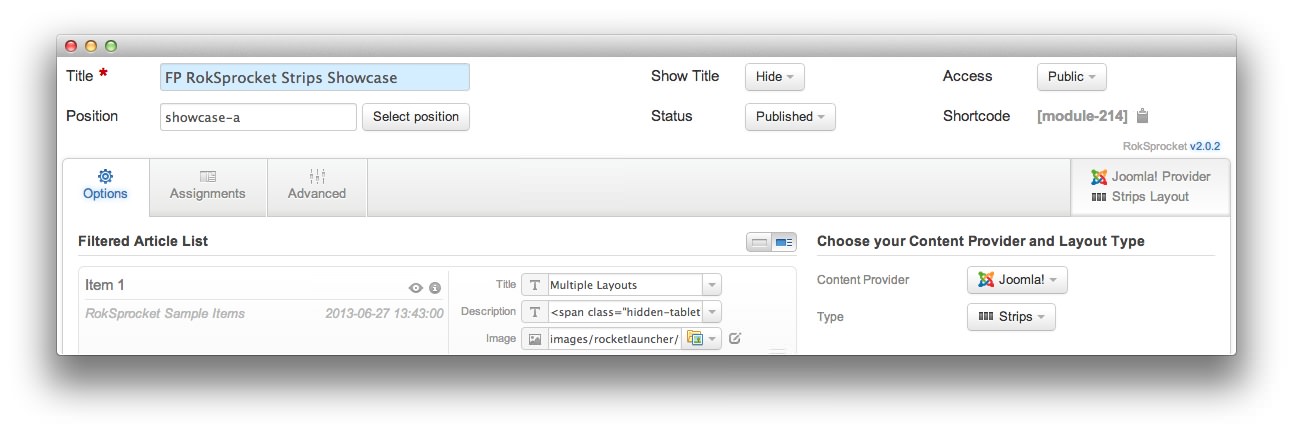 Title * FP RokSprocket Strips Showcase Show Title Hide Access Public
Position showcase-a Select position Status Published Shortcode [module-214]
RokSprocket v2.0.2
Options Assignments Advanced
Joomla! Provider
Strips Layout
Filtered Article List
Item 1
RokSprocket Sample Items 2013-06-27 13:43:00
Title T Multiple Layouts
Description T <span class="hidden-tablet
Image images/rocketlauncher/
Choose your Content Provider and Layout Type
Content Provider Joomla!
Type Strips